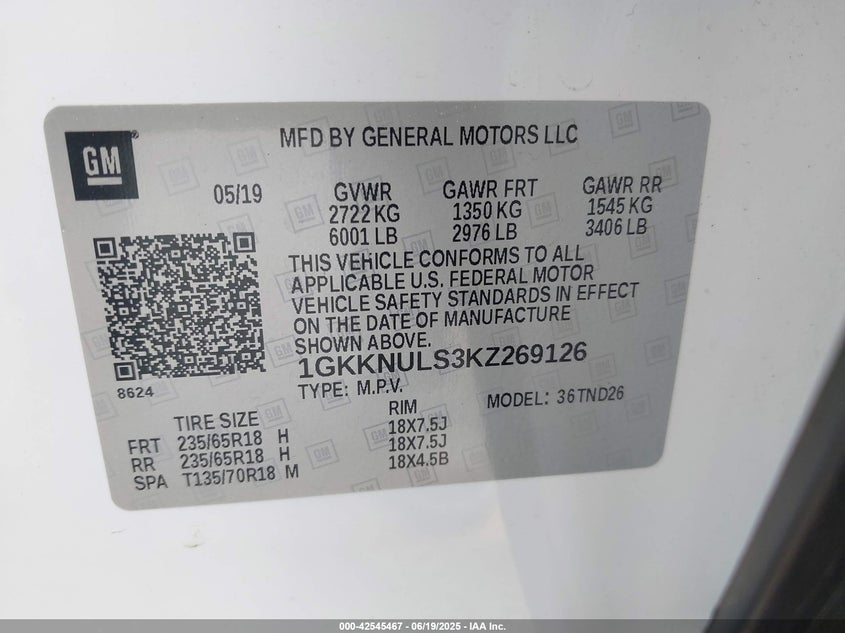 GM
MFD BY GENERAL MOTORS LLC
05/19 GVWR GAWR FRT GAWR RR
2722 KG 1350 KG 1545 KG
6001 LB 2976 LB 3406 LB
THIS VEHICLE CONFORMS TO ALL
APPLICABLE U.S. FEDERAL MOTOR
VEHICLE SAFETY STANDARDS IN EFFECT
ON THE DATE OF MANUFACTURE
SHOWN ABOVE.
1GKKNULS3KZ269126
8624
TYPE: M.P.V. MODEL: 36TND26
TIRE SIZE RIM
FRT 235/65R18 H 18X7.5J
RR 235/65R18 H 18X7.5J
SPA T135/70R18 M 18X4.5B
000-42545467 - 06/19/2025 - IAA Inc.